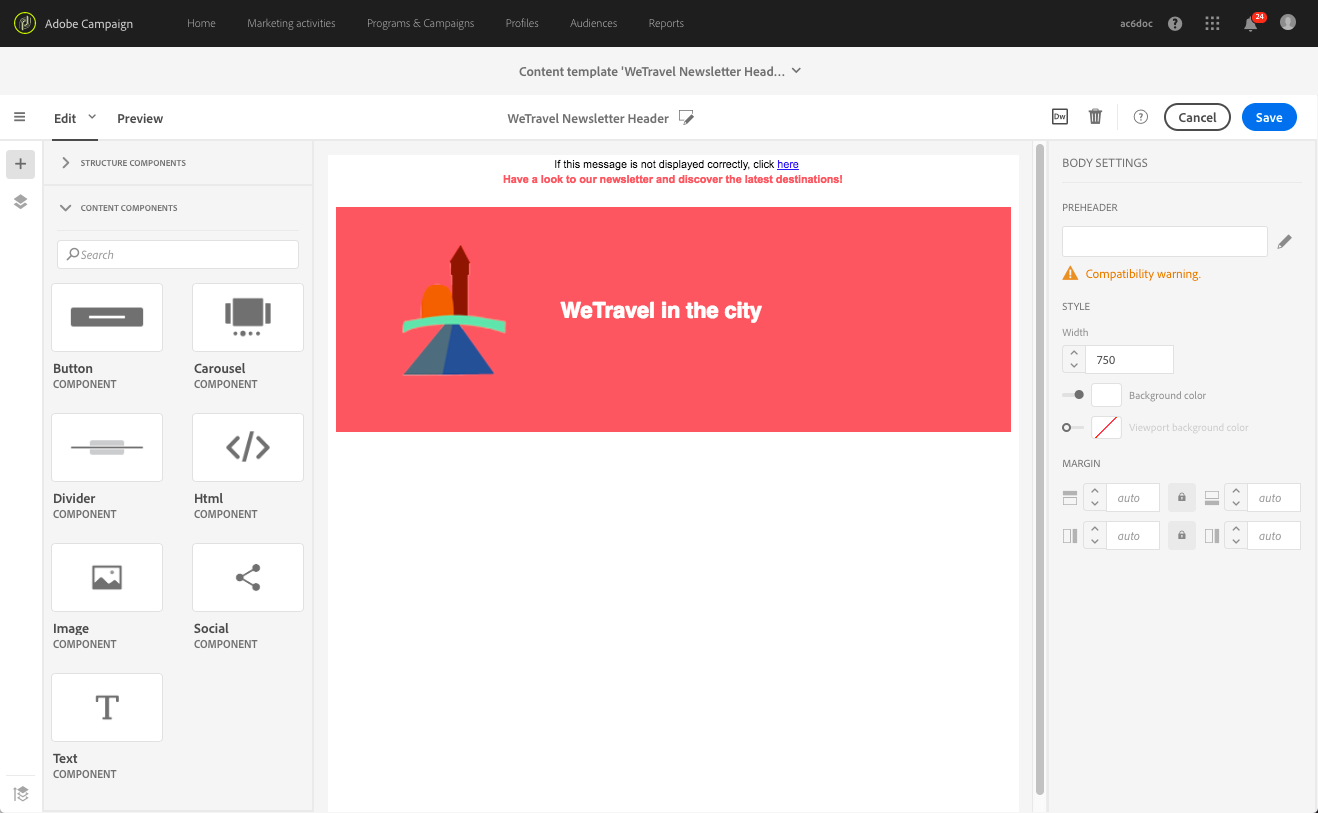 Adobe Campaign Home Marketing activities Programs & Campaigns Profiles Audiences Reports ac6doc ? 24
Content template 'WeTravel Newsletter Head...
Edit Preview WeTravel Newsletter Header Dw ? Cancel Save
STRUCTURE COMPONENTS
CONTENT COMPONENTS
Search
Button Carousel
COMPONENT COMPONENT
Divider Html
COMPONENT COMPONENT
Image Social
COMPONENT COMPONENT
T
Text
COMPONENT
If this message is not displayed correctly, click here
Have a look to our newsletter and discover the latest destinations!
WeTravel in the city
BODY SETTINGS
PREHEADER
Compatibility warning.
STYLE
Width
750
Background color
Viewport background color
MARGIN
auto auto
auto auto